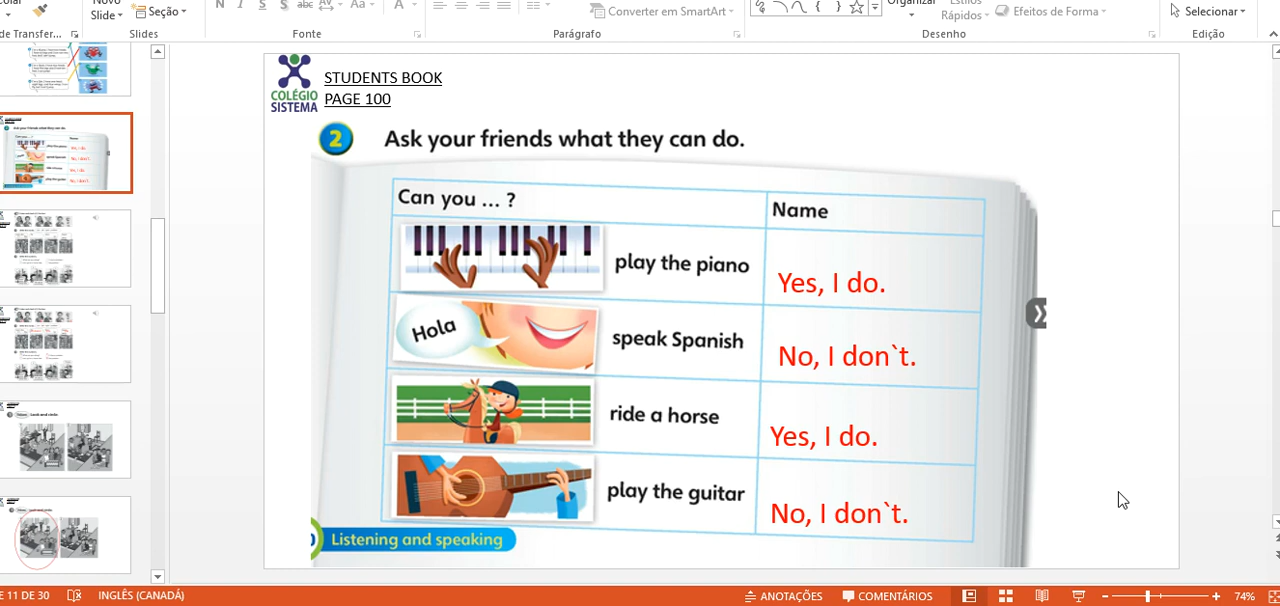 Novo
Slide
Seção
N I S S abc AV Aa A
Converter em SmartArt
Organizar
Estilos
Rápidos
Efeitos de Forma
Selecionar
de Transfer...
Slides
Fonte
Parágrafo
Desenho
Edição
COLÉGIO
SISTEMA
STUDENTS BOOK
PAGE 100
2 Ask your friends what they can do.
Can you ... ?
Name
play the piano
Yes, I do.
Hola
speak Spanish
No, I don`t.
ride a horse
Yes, I do.
play the guitar
No, I don`t.
Listening and speaking
E 11 DE 30
INGLÊS (CANADÁ)
ANOTAÇÕES
COMENTÁRIOS
74%